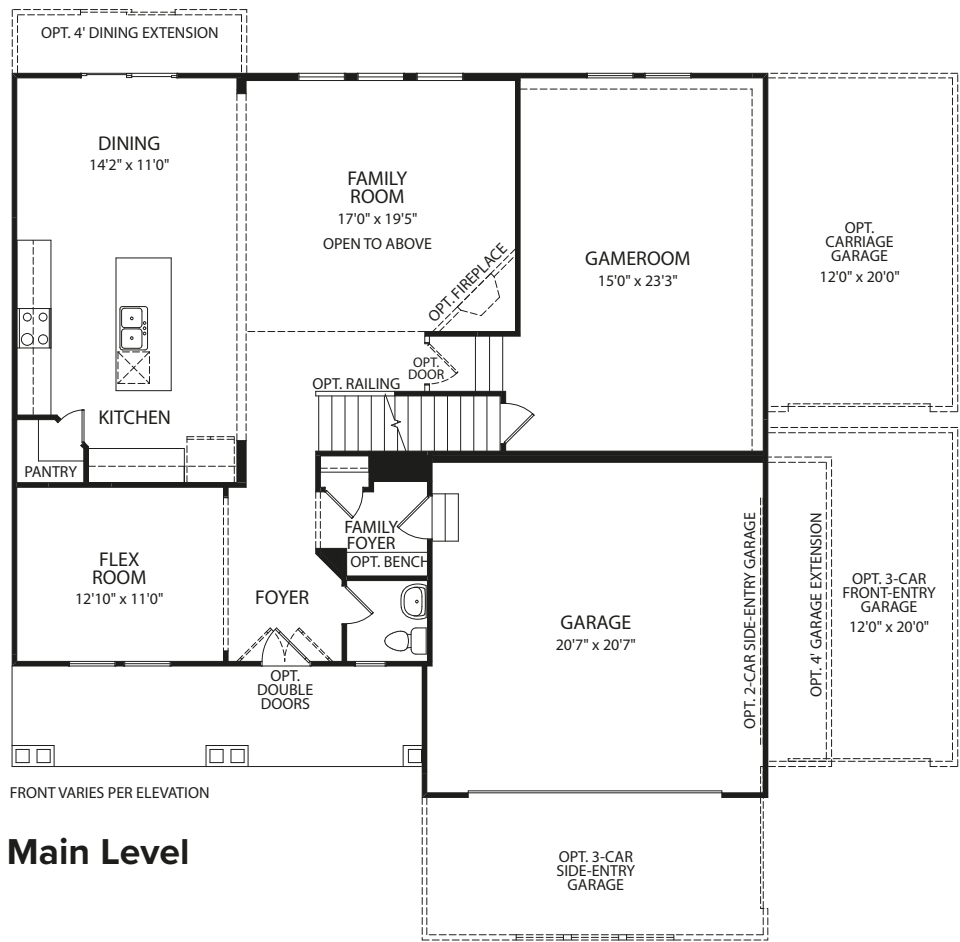 OPT. 4' DINING EXTENSION
DINING
14'2" x 11'0"
FAMILY
ROOM
17'0" x 19'5"
OPEN TO ABOVE
OPT. FIREPLACE
GAMEROOM
15'0" x 23'3"
OPT.
CARRIAGE
GARAGE
12'0" x 20'0"
OPT.
DOOR
OPT. RAILING
KITCHEN
PANTRY
FLEX
ROOM
12'10" x 11'0"
FAMILY
FOYER
OPT. BENCH
FOYER
OPT.
DOUBLE
DOORS
GARAGE
20'7" x 20'7"
OPT. 2-CAR SIDE-ENTRY GARAGE
OPT. 4' GARAGE EXTENSION
OPT. 3-CAR
FRONT-ENTRY
GARAGE
12'0" x 20'0"
FRONT VARIES PER ELEVATION
Main Level
OPT. 3-CAR
SIDE-ENTRY
GARAGE